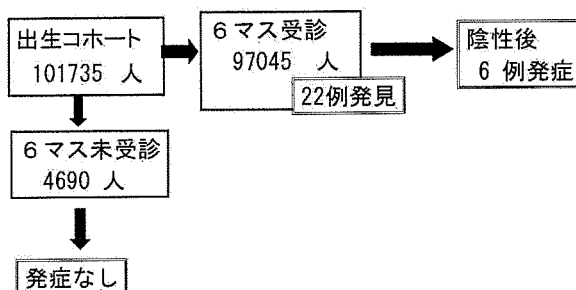 出生コホート
101735 人
6マス受診
97045 人
22例発見
陰性後
6 例発症
6マス未受診
4690 人
発症なし